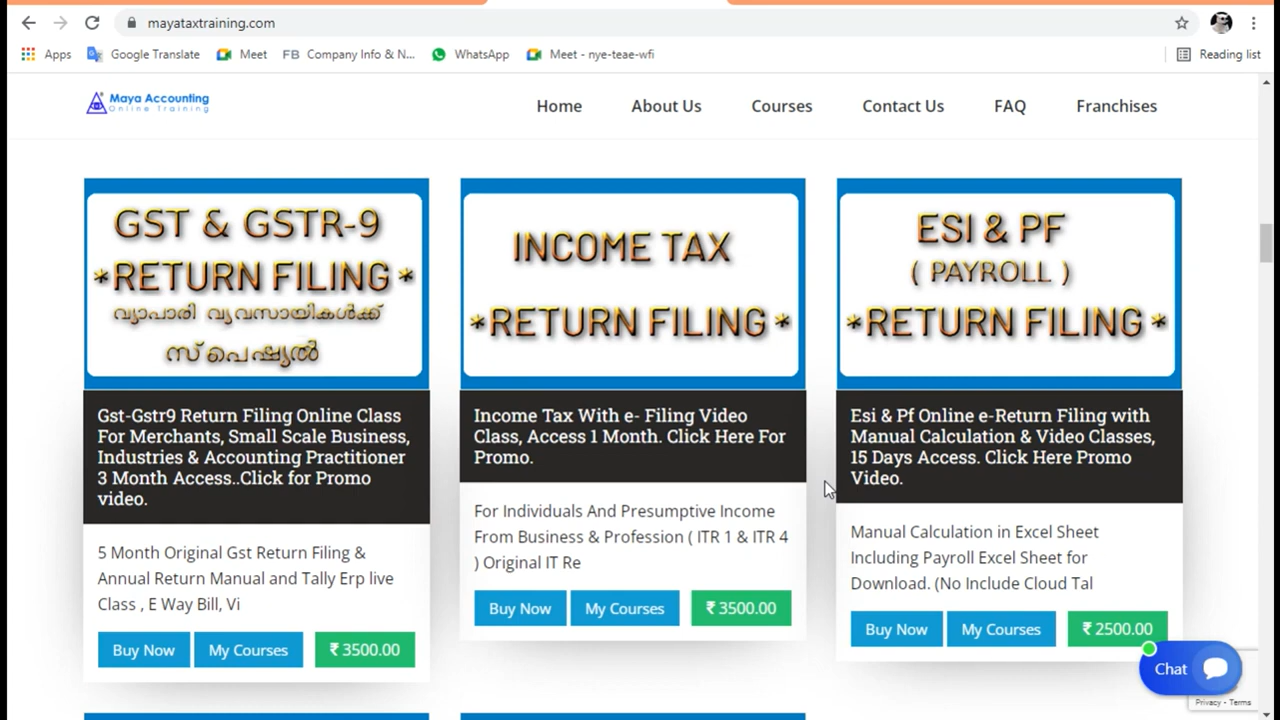 mayataxtraining.com
Apps Google Translate Meet FB Company Info & N... WhatsApp Meet - nye-teae-wfi Reading list
Maya Accounting
Online Training
Home About Us Courses Contact Us FAQ Franchises
GST & GSTR-9
*RETURN FILING*
വ്യാപാരി വ്യവസായികൾക്ക്
സ്പെഷ്യൽ
Gst-Gstr9 Return Filing Online Class
For Merchants, Small Scale Business,
Industries & Accounting Practitioner
3 Month Access..Click for Promo
video.
5 Month Original Gst Return Filing &
Annual Return Manual and Tally Erp live
Class , E Way Bill, Vi
Buy Now My Courses ₹ 3500.00
INCOME TAX
*RETURN FILING*
Income Tax With e- Filing Video
Class, Access 1 Month. Click Here For
Promo.
For Individuals And Presumptive Income
From Business & Profession ( ITR 1 & ITR 4
) Original IT Re
Buy Now My Courses ₹ 3500.00
ESI & PF
( PAYROLL )
*RETURN FILING*
Esi & Pf Online e-Return Filing with
Manual Calculation & Video Classes,
15 Days Access. Click Here Promo
Video.
Manual Calculation in Excel Sheet
Including Payroll Excel Sheet for
Download. (No Include Cloud Tal
Buy Now My Courses ₹ 2500.00
Chat
Privacy - Terms